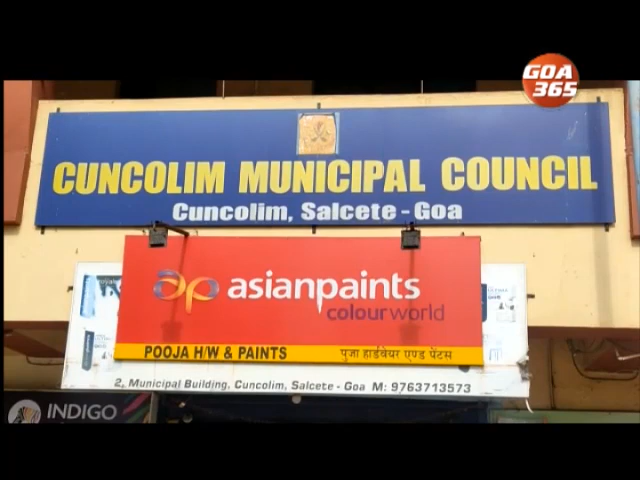 GOA
365
CUNCOLIM MUNICIPAL COUNCIL
Cuncolim, Salcete - Goa
ap asianpaints
colourworld
POOJA H/W & PAINTS पुजा हार्डवेयर एण्ड पेंटस
2, Municipal Building, Cuncolim, Salcete - Goa M: 9763713573
INDIGO